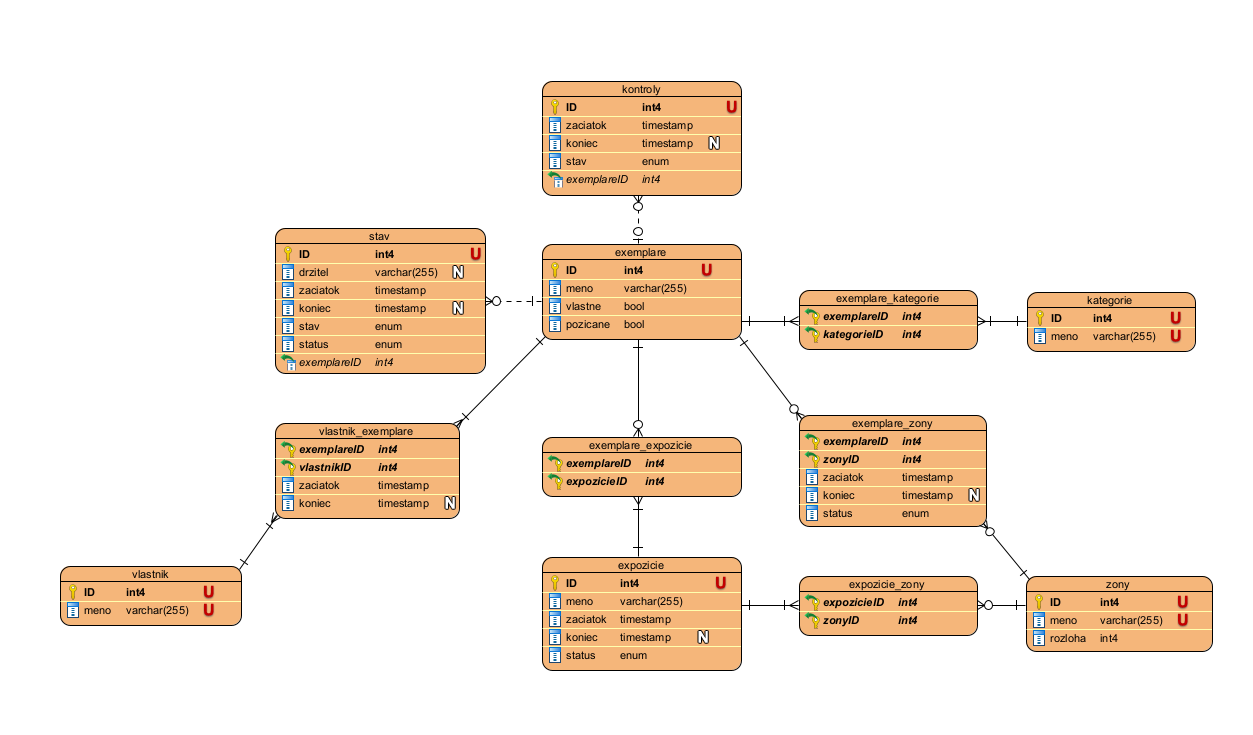 kontroly
ID int4 U
zaciatok timestamp
koniec timestamp N
stav enum
exemplareID int4
stav
ID int4 U
drzitel varchar(255) N
zaciatok timestamp
koniec timestamp N
stav enum
status enum
exemplareID int4
exemplare
ID int4 U
meno varchar(255)
vlastne bool
pozicane bool
exemplare_kategorie
exemplareID int4
kategorieID int4
kategorie
ID int4 U
meno varchar(255) U
vlastnik_exemplare
exemplareID int4
vlastnikID int4
zaciatok timestamp
koniec timestamp N
exemplare_expozicie
exemplareID int4
expozicieID int4
exemplare_zony
exemplareID int4
zonyID int4
zaciatok timestamp
koniec timestamp N
status enum
vlastnik
ID int4 U
meno varchar(255) U
expozicie
ID int4 U
meno varchar(255)
zaciatok timestamp
koniec timestamp N
status enum
expozicie_zony
expozicieID int4
zonyID int4
zony
ID int4 U
meno varchar(255) U
rozloha int4